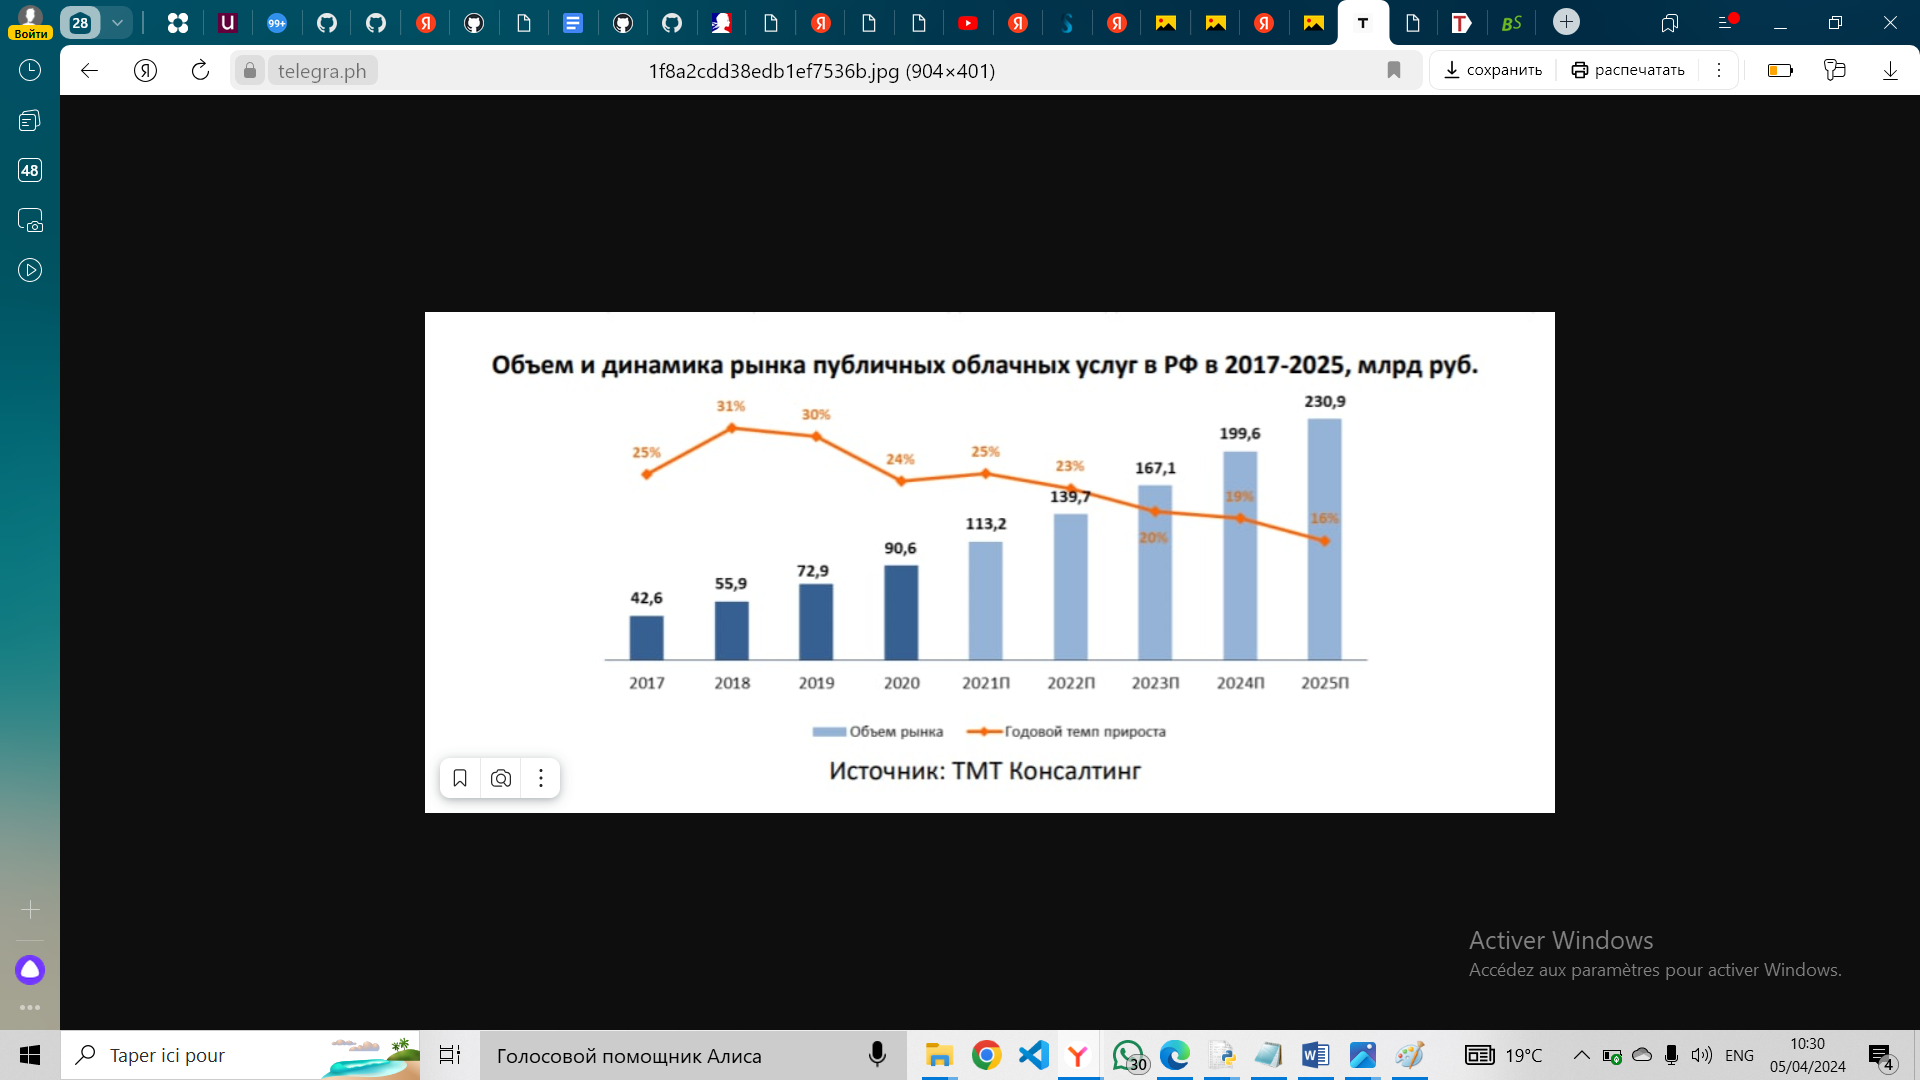 Войти
28
99+
telegra.ph
1f8a2cdd38edb1ef7536b.jpg (904×401)
сохранить
распечатать
48
Объем и динамика рынка публичных облачных услуг в РФ в 2017-2025, млрд руб.
25% 31% 30% 24% 25% 23% 20% 19% 16%
42,6 55,9 72,9 90,6 113,2 139,7 167,1 199,6 230,9
2017 2018 2019 2020 2021П 2022П 2023П 2024П 2025П
Объем рынка Годовой темп прироста
Источник: ТМТ Консалтинг
Activer Windows
Accédez aux paramètres pour activer Windows.
Taper ici pour
Голосовой помощник Алиса
30
19°C
ENG
10:30
05/04/2024
4